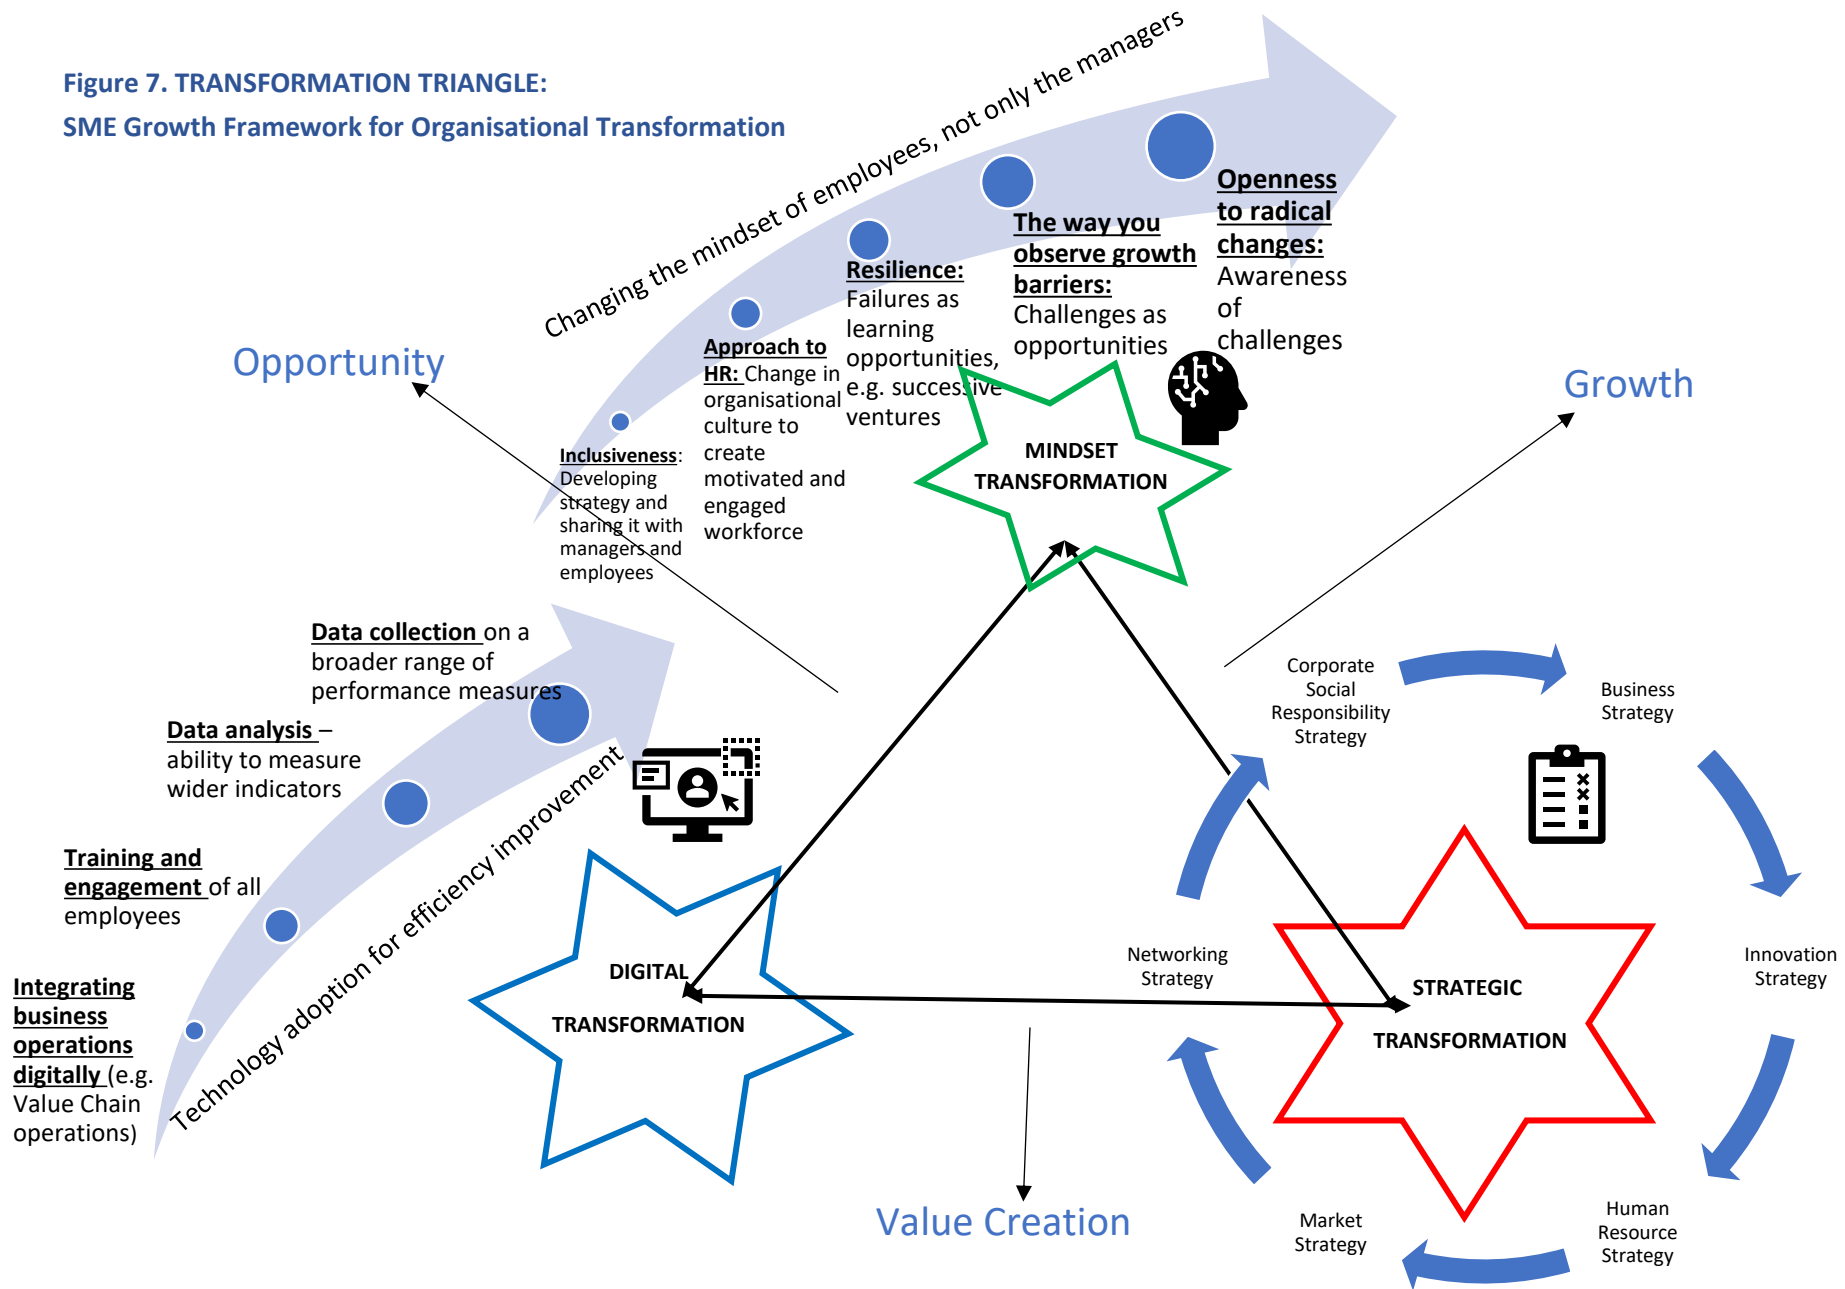 Figure 7. TRANSFORMATION TRIANGLE:
SME Growth Framework for Organisational Transformation
Changing the mindset of employees, not only the managers
Opportunity
Growth
Inclusiveness:
Developing
strategy and
sharing it with
managers and
employees
Approach to
HR: Change in
organisational
culture to
create
motivated and
engaged
workforce
Resilience:
Failures as
learning
opportunities,
e.g. successive
ventures
The way you
observe growth
barriers:
Challenges as
opportunities
Openness
to radical
changes:
Awareness
of
challenges
MINDSET
TRANSFORMATION
Data collection on a
broader range of
performance measures
Data analysis –
ability to measure
wider indicators
Training and
engagement of all
employees
Integrating
business
operations
digitally (e.g.
Value Chain
operations)
Technology adoption for efficiency improvement
DIGITAL
TRANSFORMATION
STRATEGIC
TRANSFORMATION
Corporate
Social
Responsibility
Strategy
Business
Strategy
Innovation
Strategy
Human
Resource
Strategy
Market
Strategy
Networking
Strategy
Value Creation